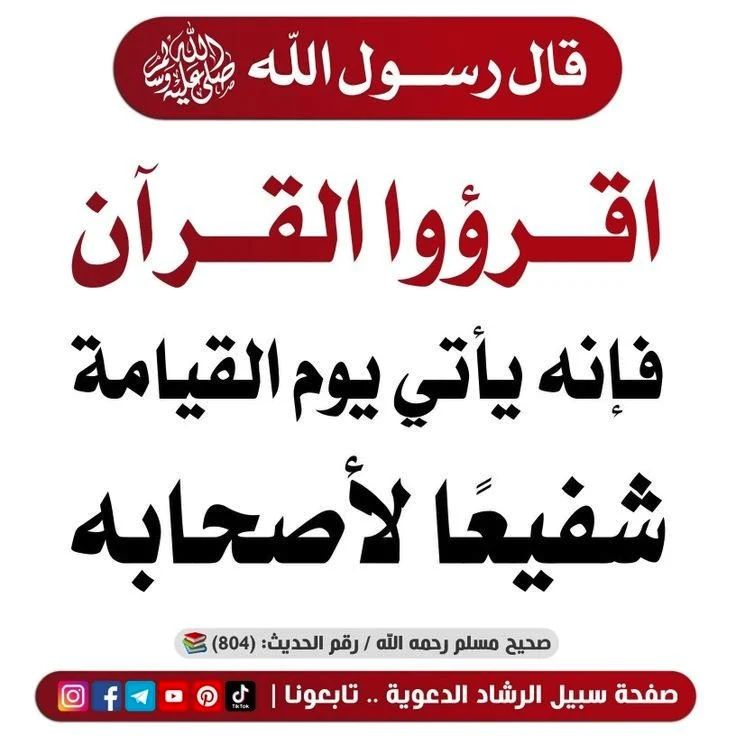 قال رسول الله صلى الله عليه وسلم
اقرؤوا القرآن
فإنه يأتي يوم القيامة
شفيعًا لأصحابه
صحيح مسلم رحمه الله / رقم الحديث: (804)
صفحة سبيل الرشاد الدعوية .. تابعونا |
TikTok